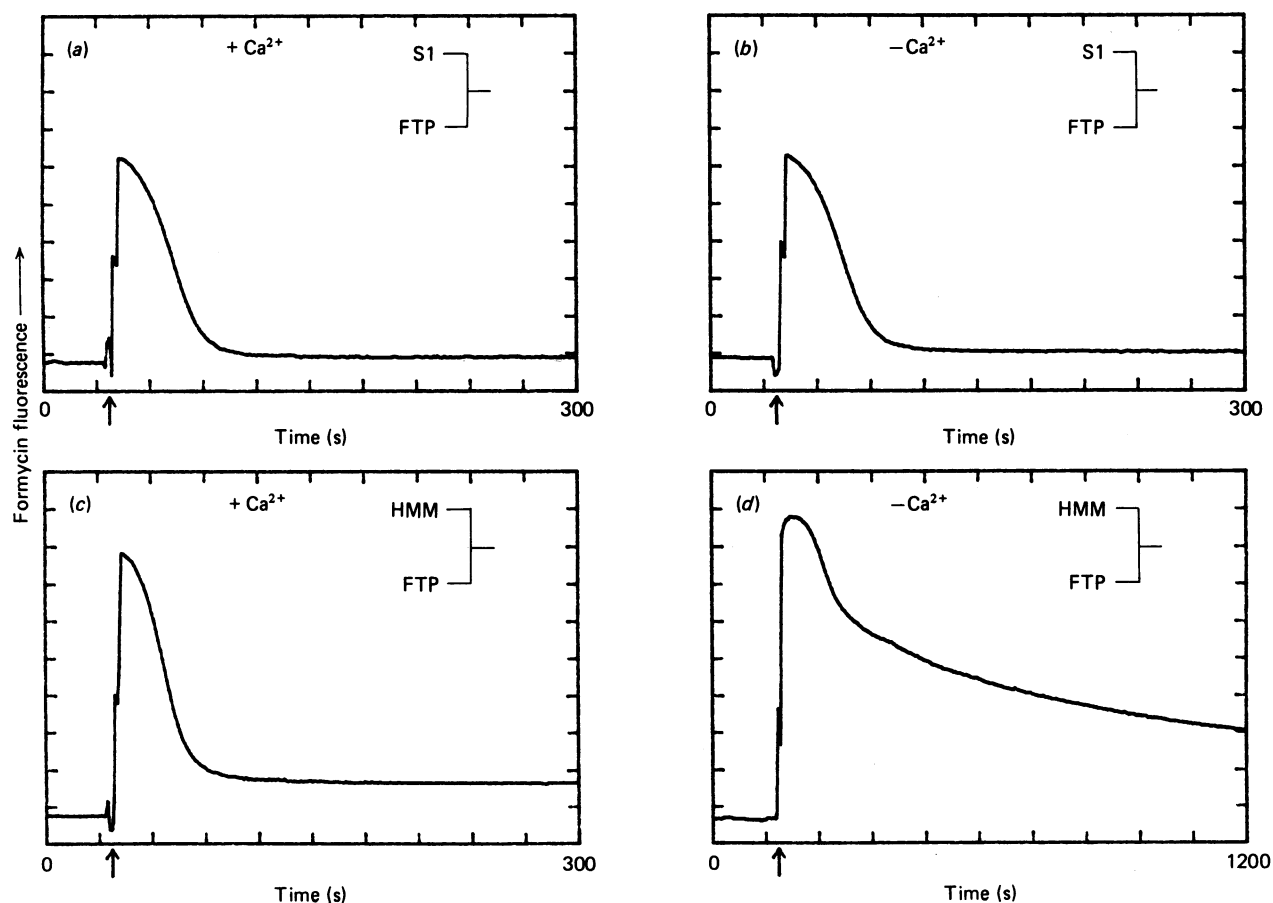 (a)
+ Ca²⁺
S1
FTP
0
300
Time (s)
(b)
−Ca²⁺
S1
FTP
0
300
Time (s)
Formycin fluorescence
(c)
+ Ca²⁺
HMM
FTP
0
300
Time (s)
(d)
−Ca²⁺
HMM
FTP
0
1200
Time (s)